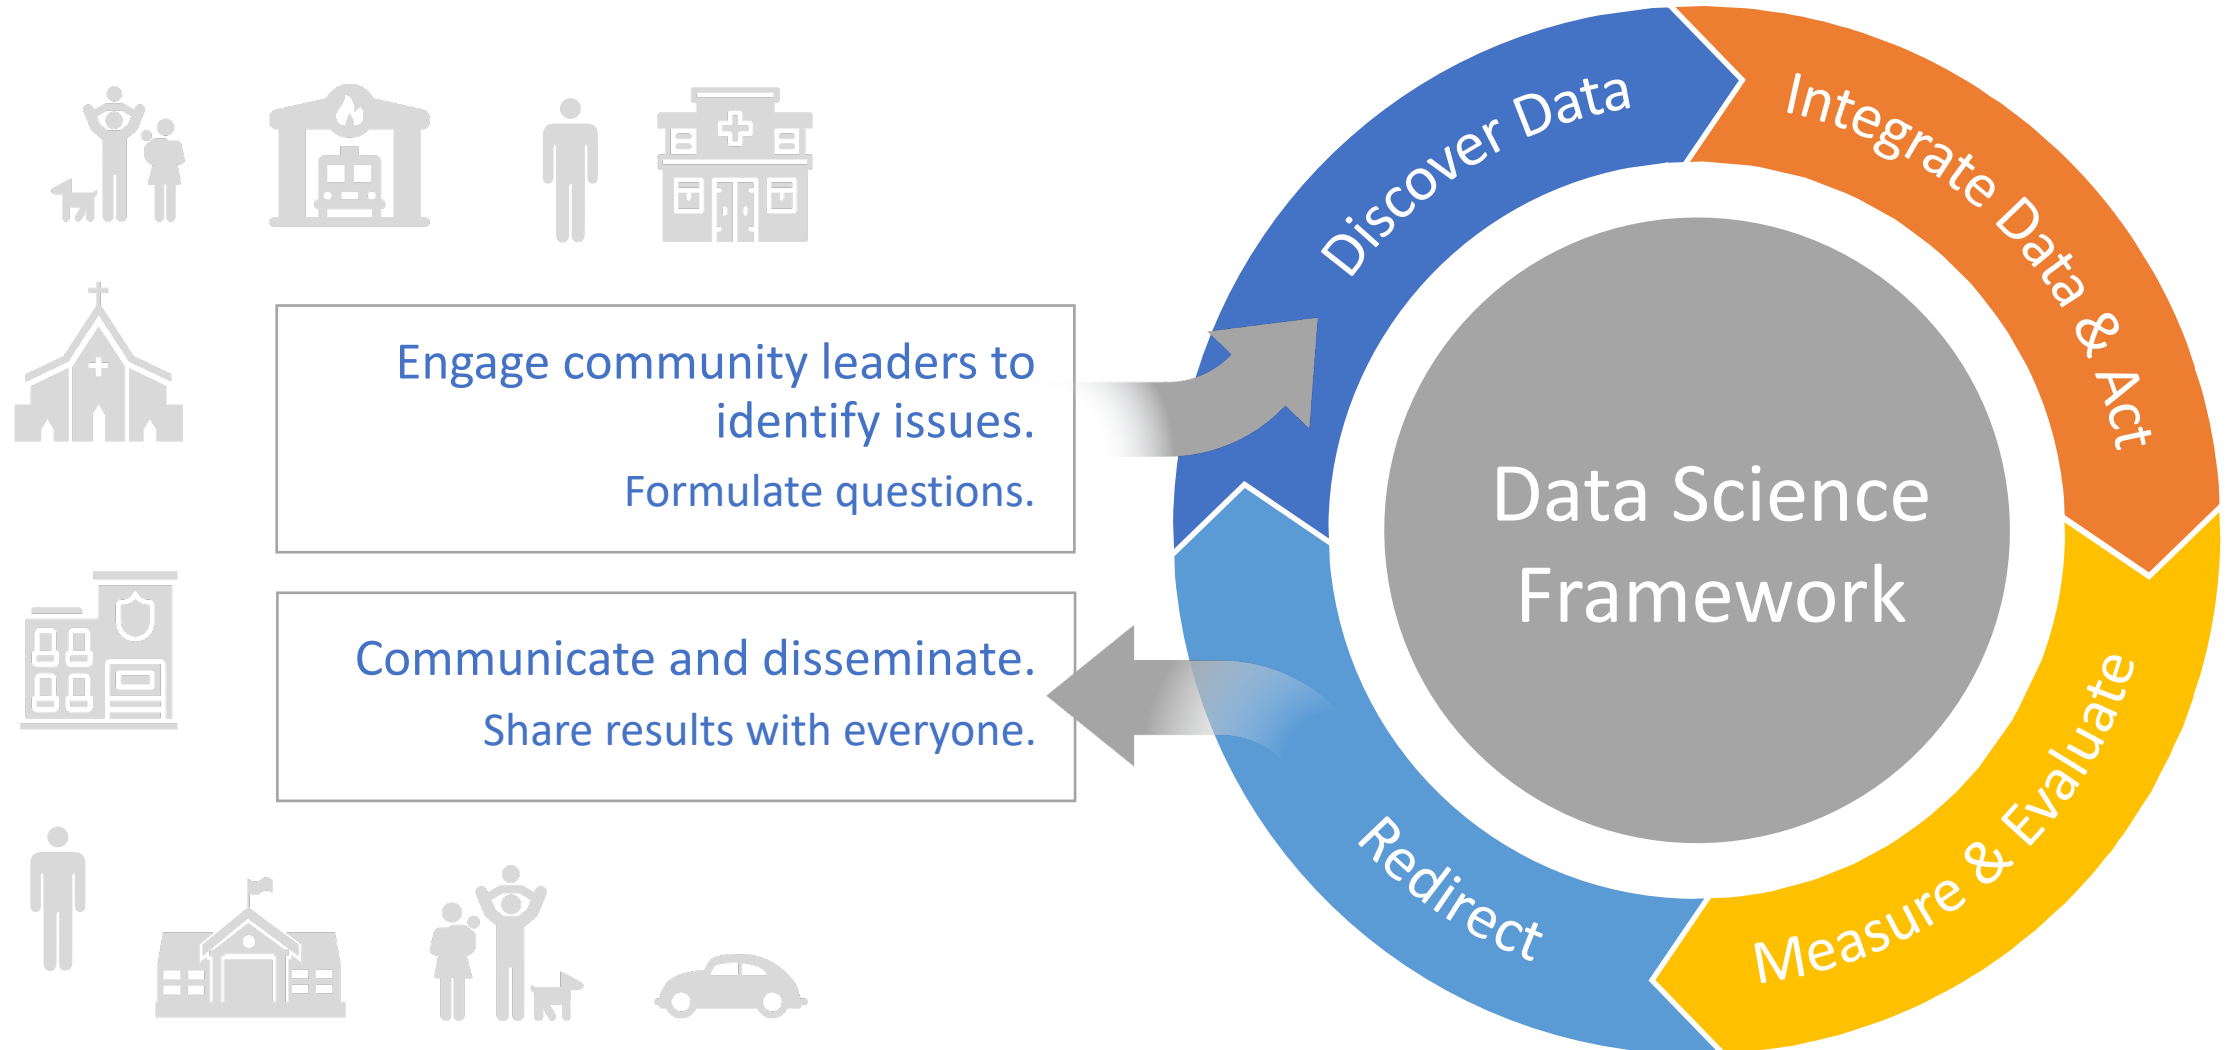 Engage community leaders to
identify issues.
Formulate questions.
Communicate and disseminate.
Share results with everyone.
Discover Data
Integrate Data & Act
Measure & Evaluate
Redirect
Data Science
Framework